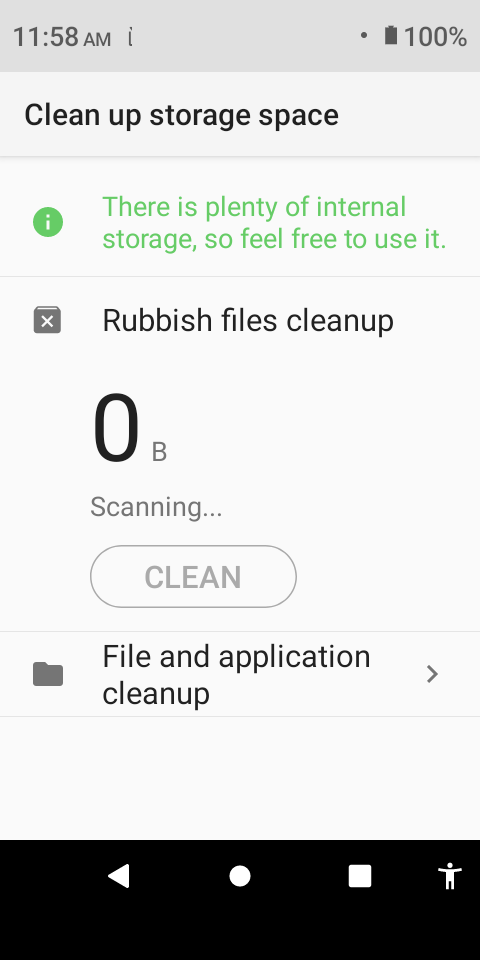 11:58 AM
100%
Clean up storage space
There is plenty of internal
storage, so feel free to use it.
Rubbish files cleanup
0 B
Scanning...
CLEAN
File and application
cleanup